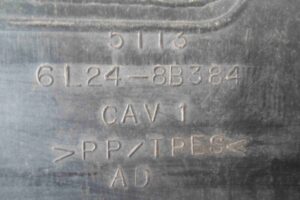 5113
6L24-8B384
CAV 1
>PP/TPES<
AD